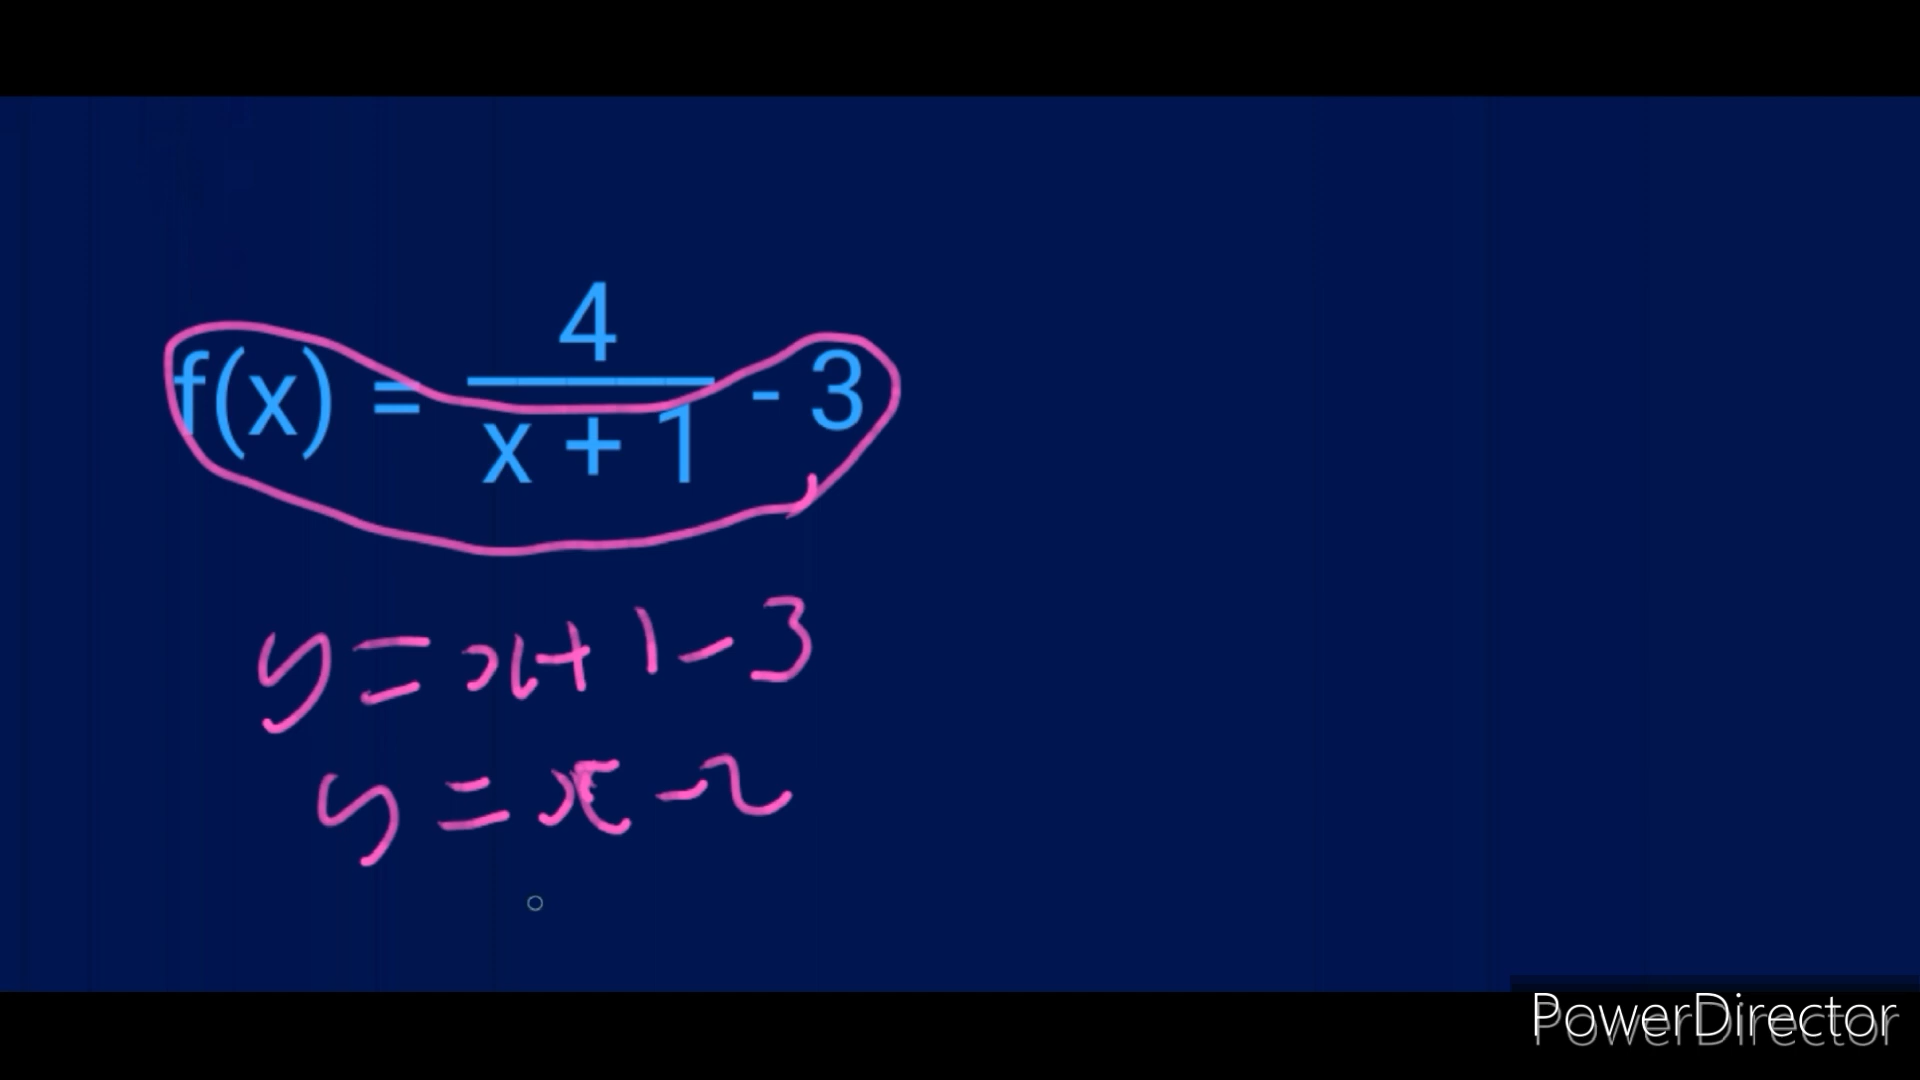 f(x) = 4/(x + 1) - 3
y = x + 1 - 3
y = x - 2
PowerDirector